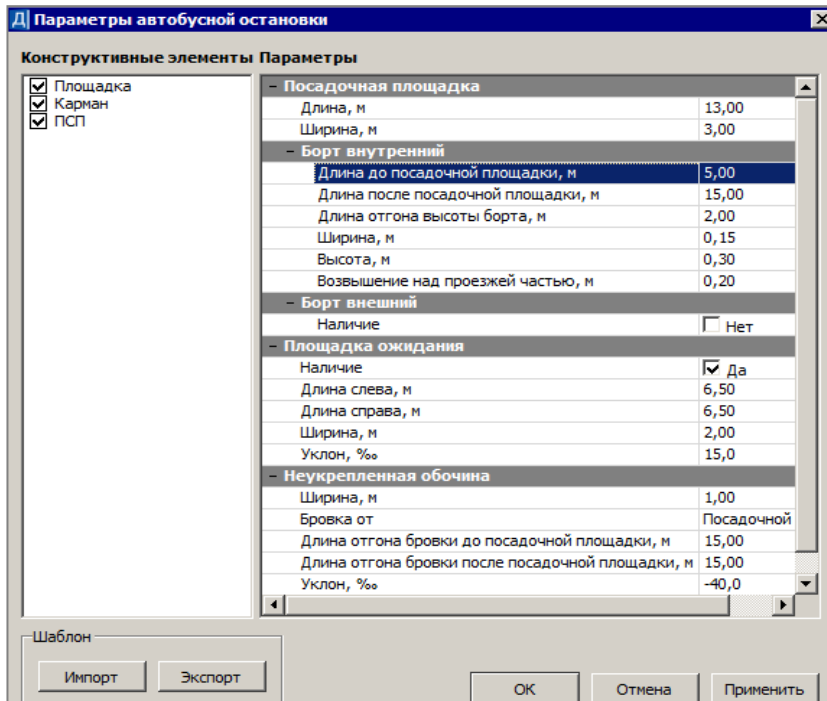 Д Параметры автобусной остановки
Конструктивные элементы Параметры
Площадка
Карман
ПСП
– Посадочная площадка
Длина, м 13,00
Ширина, м 3,00
– Борт внутренний
Длина до посадочной площадки, м 5,00
Длина после посадочной площадки, м 15,00
Длина отгона высоты борта, м 2,00
Ширина, м 0,15
Высота, м 0,30
Возвышение над проезжей частью, м 0,20
– Борт внешний
Наличие Нет
– Площадка ожидания
Наличие Да
Длина слева, м 6,50
Длина справа, м 6,50
Ширина, м 2,00
Уклон, ‰ 15,0
– Неукрепленная обочина
Ширина, м 1,00
Бровка от Посадочной
Длина отгона бровки до посадочной площадки, м 15,00
Длина отгона бровки после посадочной площадки, м 15,00
Уклон, ‰ -40,0
Шаблон
Импорт Экспорт
ОК Отмена Применить